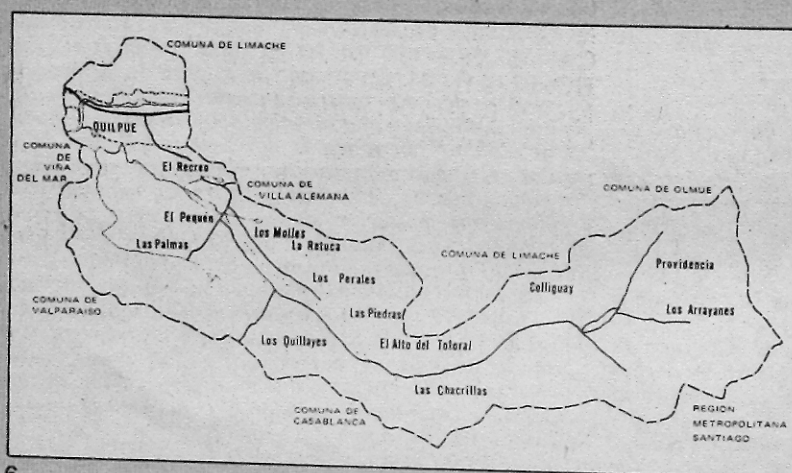 COMUNA DE LIMACHE
QUILPUE
COMUNA
DE
VIÑA
DEL MAR
El Recreo
COMUNA DE
VILLA ALEMANA
COMUNA DE OLMUE
El Pequén
Los Molles
La Retuca
Las Palmas
COMUNA DE LIMACHE
Providencia
Los Perales
Colliguay
COMUNA DE
VALPARAISO
Las Piedras
Los Arrayanes
Los Quillayes
El Alto del Totoral
Las Chacrillas
COMUNA DE
CASABLANCA
REGION
METROPOLITANA
SANTIAGO
6